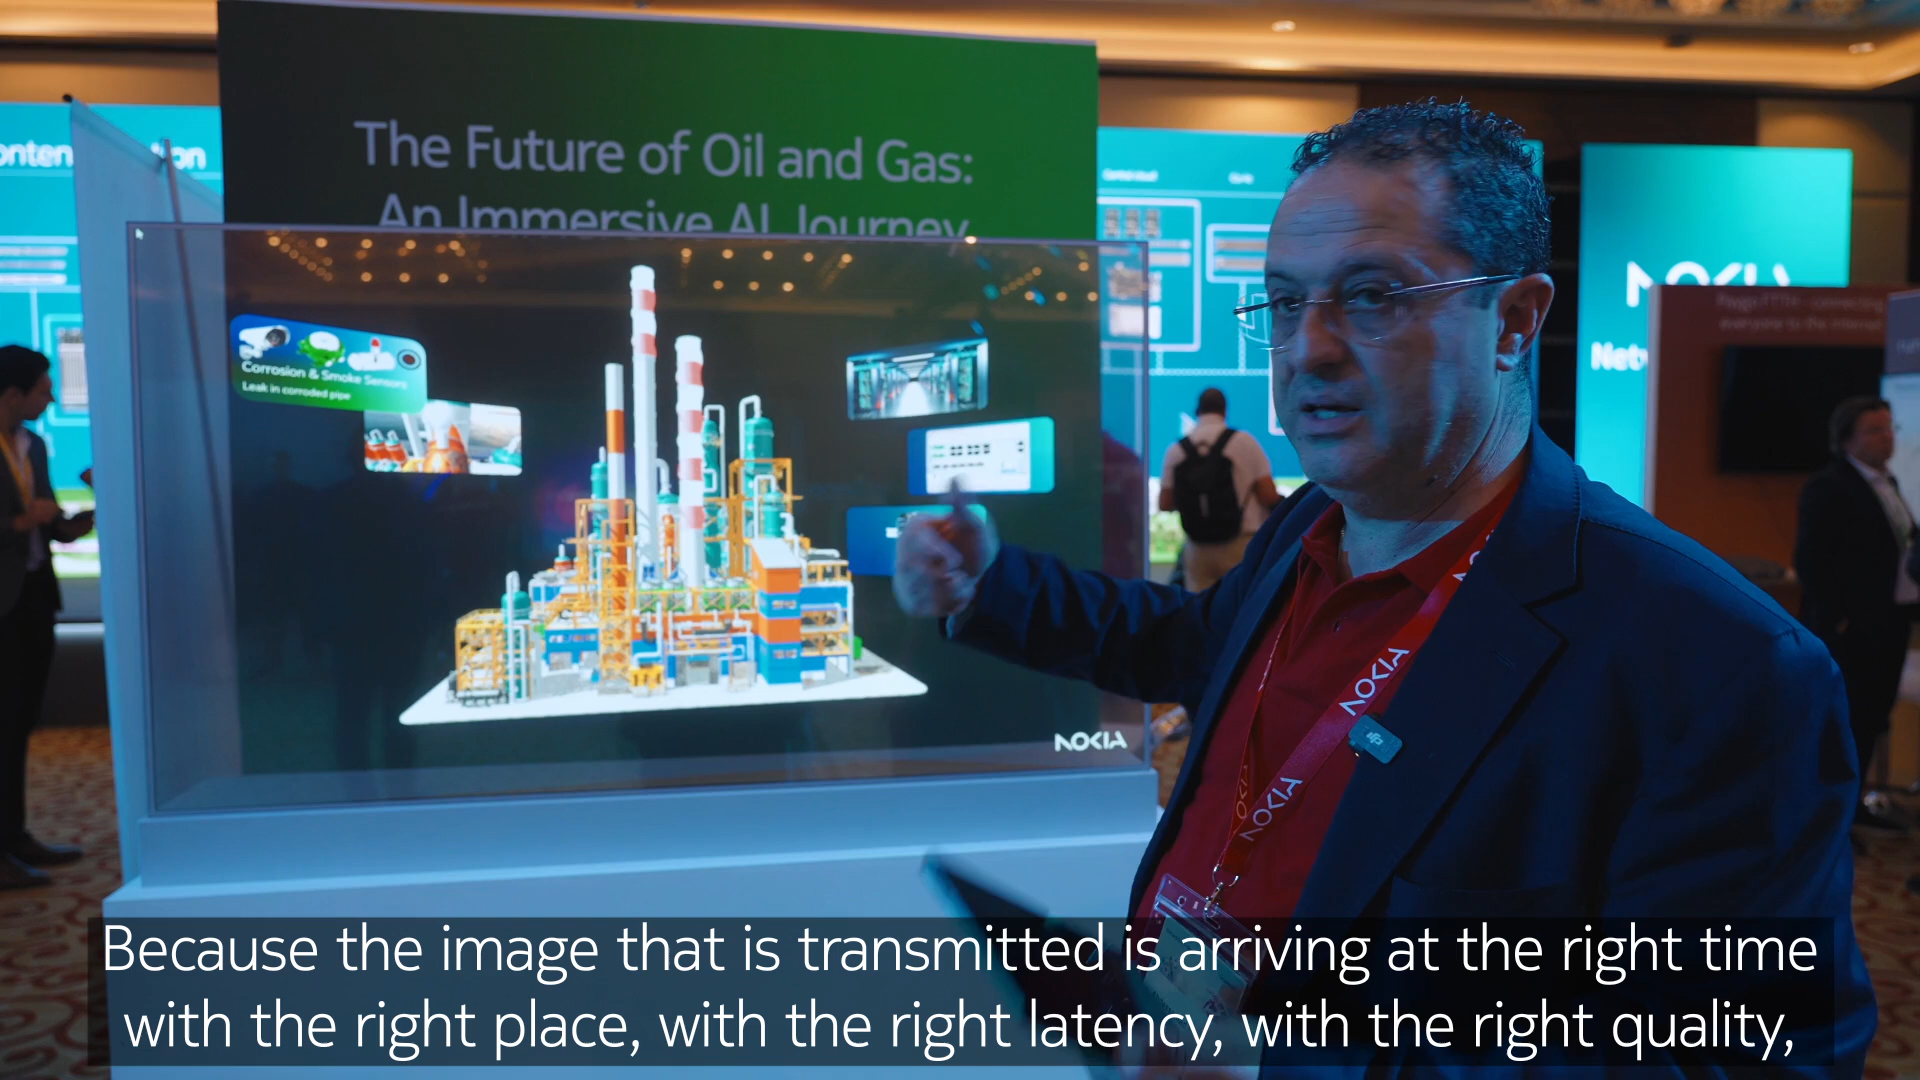 The Future of Oil and Gas:
An Immersive AI Journey
Corrosion & Smoke Sensors
Leak in corroded pipe
NOKIA
NOKIA
NOKIA
NOKIA
Because the image that is transmitted is arriving at the right time
with the right place, with the right latency, with the right quality,